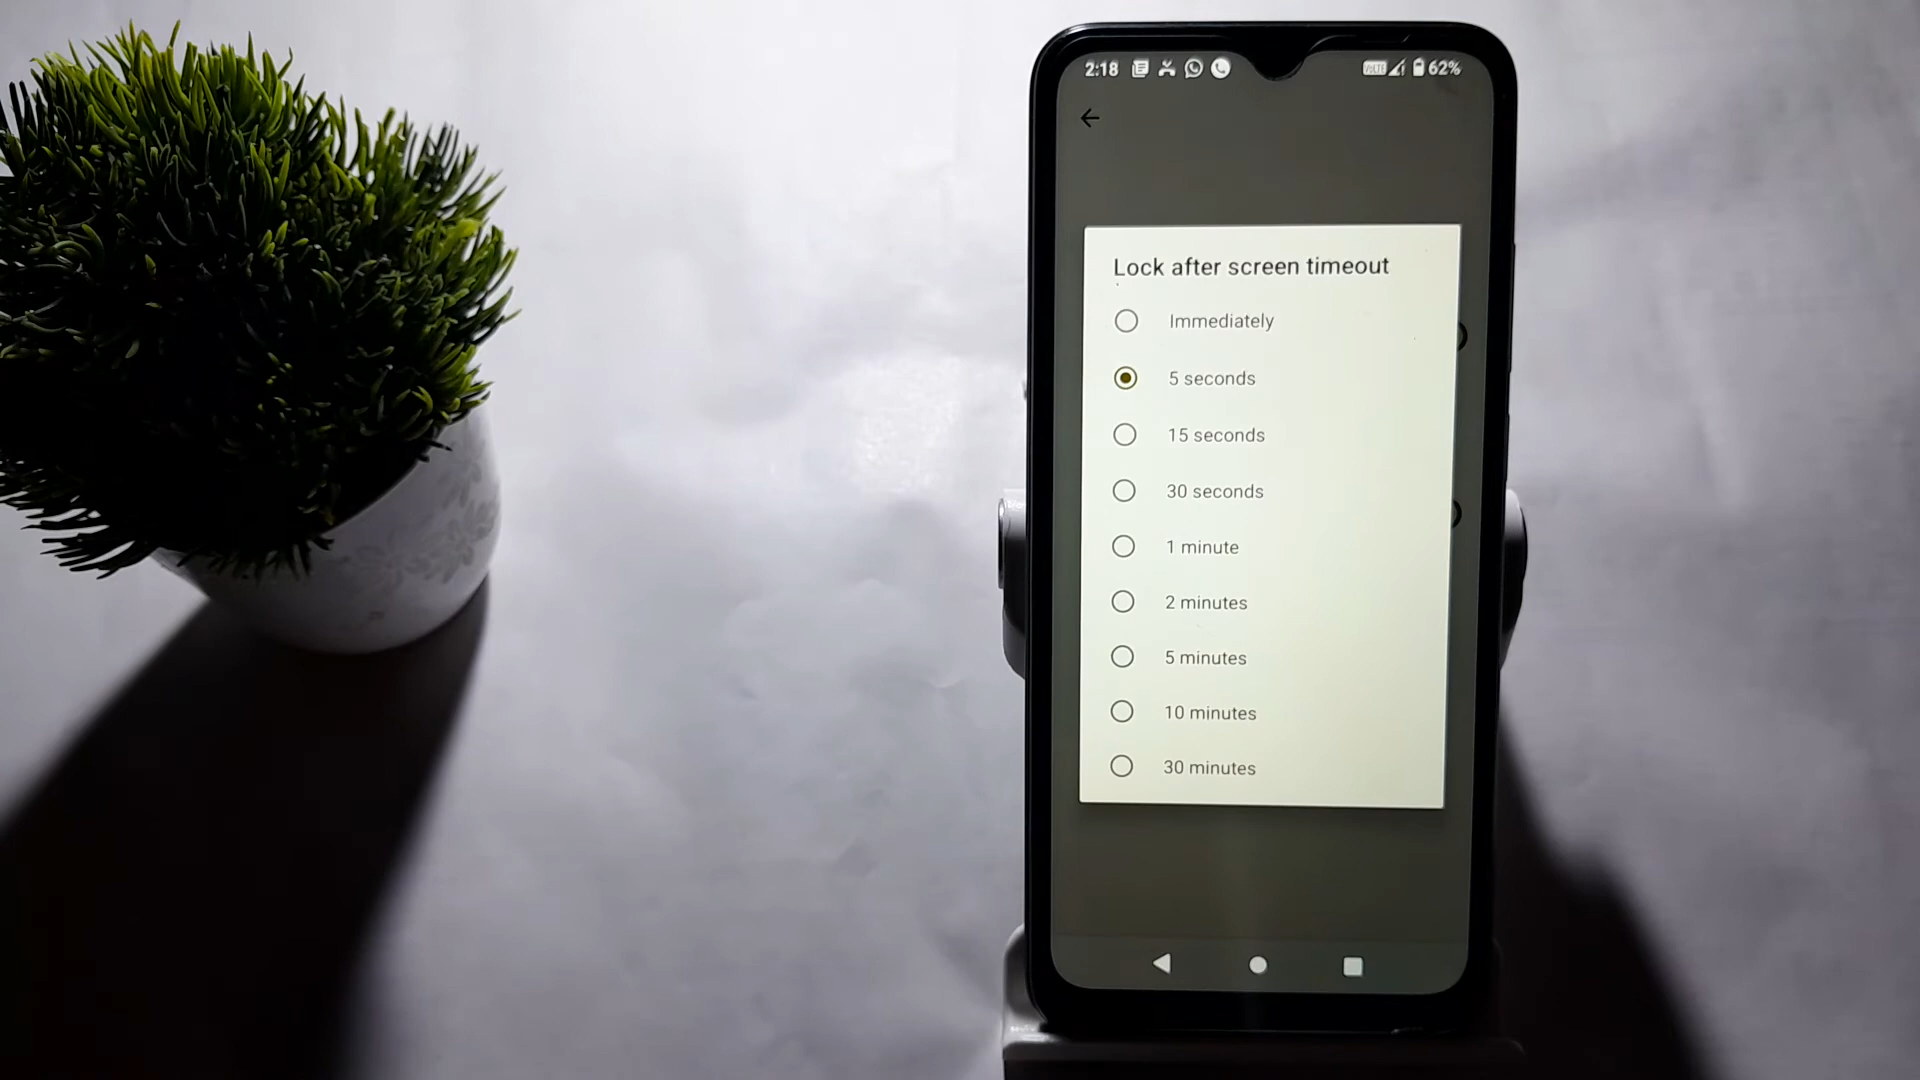 2:18 VoLTE 62%
Lock after screen timeout
Immediately
5 seconds
15 seconds
30 seconds
1 minute
2 minutes
5 minutes
10 minutes
30 minutes